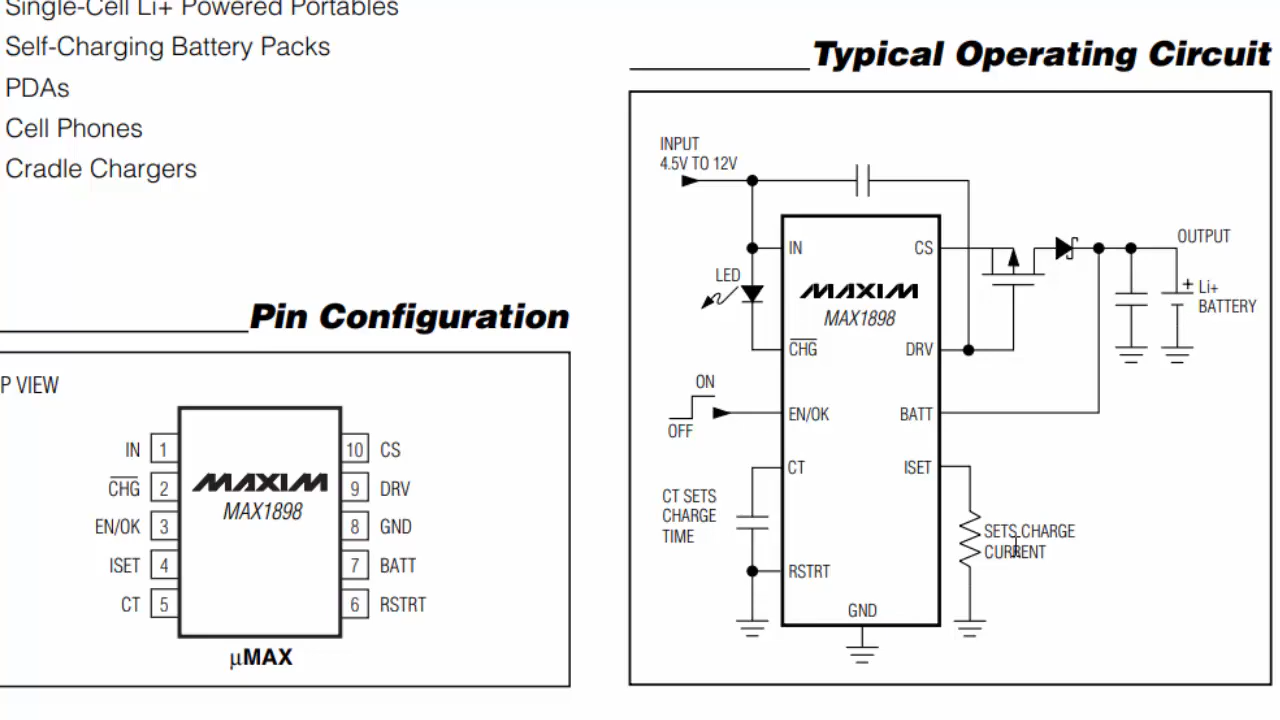 Single-Cell Li+ Powered Portables
Self-Charging Battery Packs
PDAs
Cell Phones
Cradle Chargers
Pin Configuration
P VIEW
IN 1
CHG 2
EN/OK 3
ISET 4
CT 5
10 CS
9 DRV
8 GND
7 BATT
6 RSTRT
MAXIM
MAX1898
µMAX
Typical Operating Circuit
INPUT
4.5V TO 12V
LED
ON
OFF
CT SETS
CHARGE
TIME
IN
CHG
EN/OK
CT
RSTRT
MAXIM
MAX1898
CS
DRV
BATT
ISET
GND
OUTPUT
+ Li+
BATTERY
SETS CHARGE
CURRENT